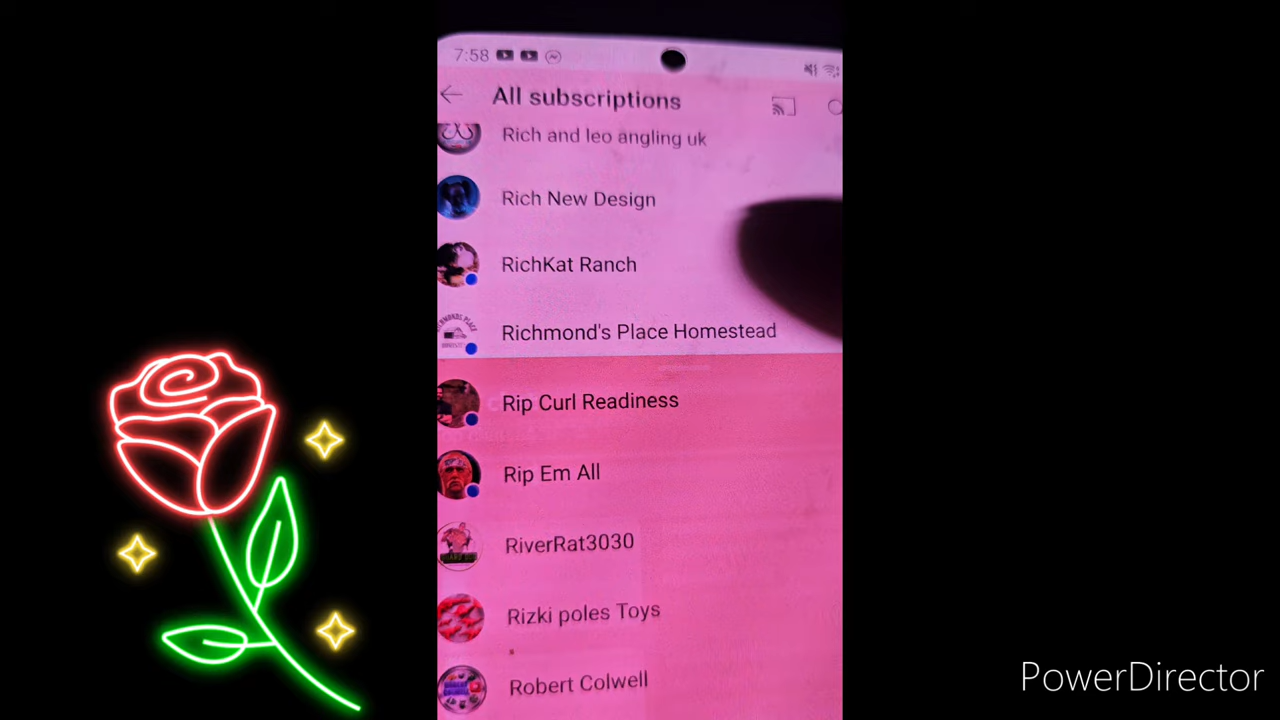 7:58
All subscriptions
Rich and leo angling uk
Rich New Design
RichKat Ranch
Richmond's Place Homestead
Rip Curl Readiness
Rip Em All
RiverRat3030
Rizki poles Toys
Robert Colwell
PowerDirector